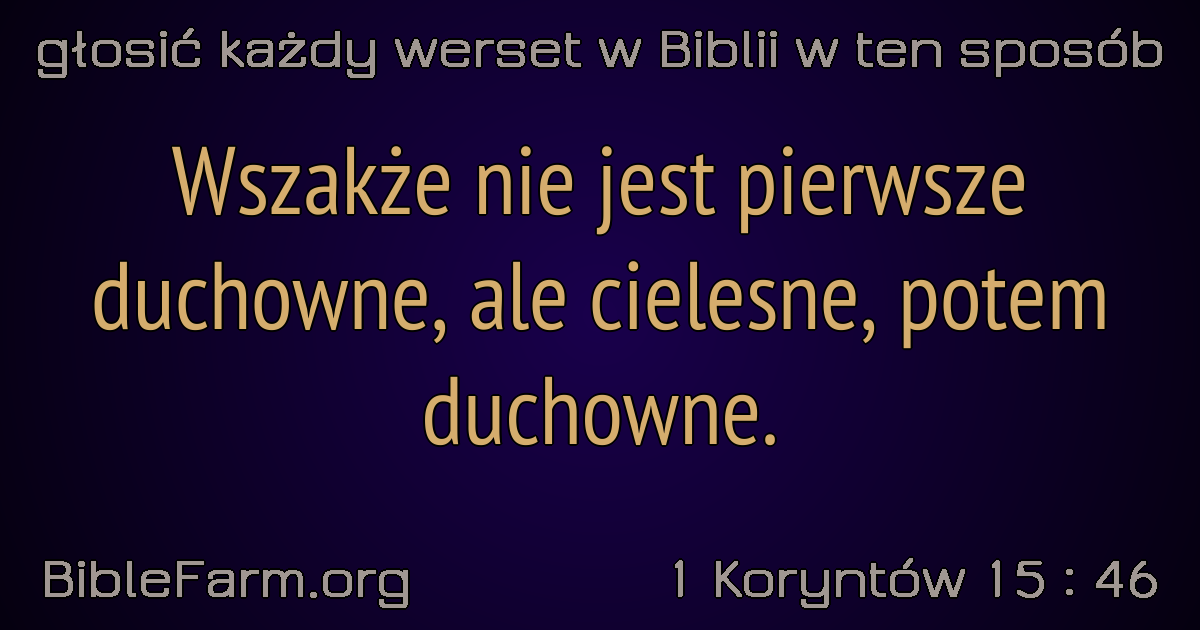 głosić każdy werset w Biblii w ten sposób
Wszakże nie jest pierwsze
duchowne, ale cielesne, potem
duchowne.
BibleFarm.org
1 Koryntów 15 : 46